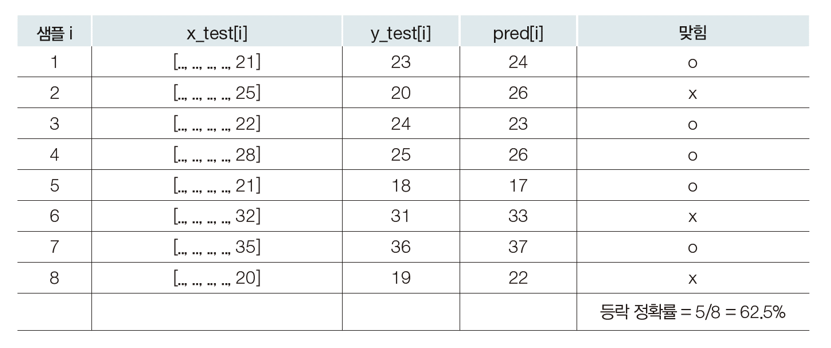 샘플 i x_test[i] y_test[i] pred[i] 맞힘
1 [.., .., .., .., 21] 23 24 o
2 [.., .., .., .., 25] 20 26 x
3 [.., .., .., .., 22] 24 23 o
4 [.., .., .., .., 28] 25 26 o
5 [.., .., .., .., 21] 18 17 o
6 [.., .., .., .., 32] 31 33 x
7 [.., .., .., .., 35] 36 37 o
8 [.., .., .., .., 20] 19 22 x
등락 정확률 = 5/8 = 62.5%